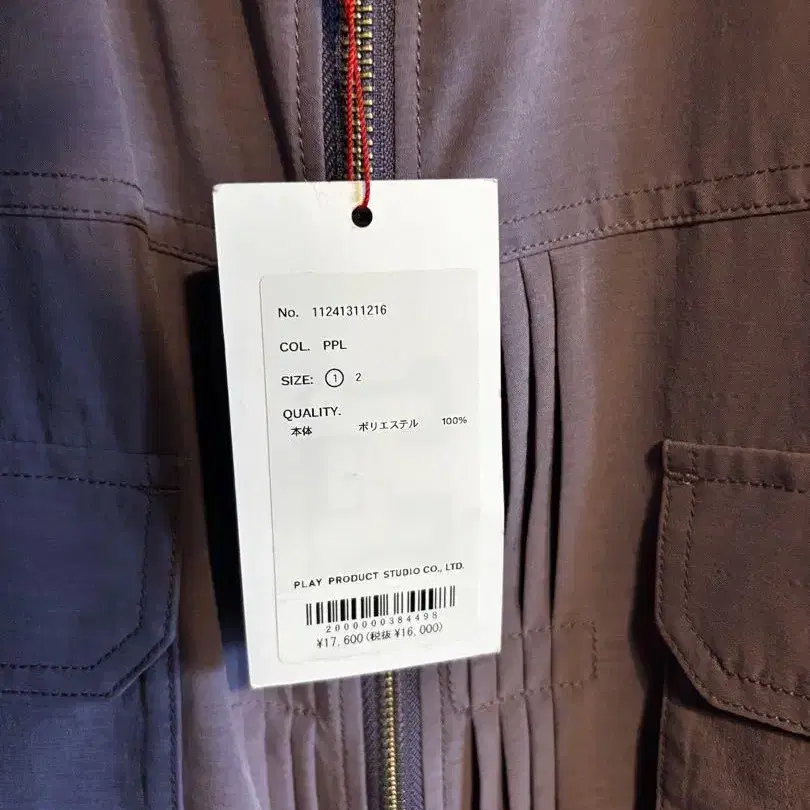 No. 11241311216
COL. PPL
SIZE: ① 2
QUALITY.
本体 ポリエステル 100%
PLAY PRODUCT STUDIO CO., LTD.
2000000384498
¥17,600(税抜 ¥16,000)